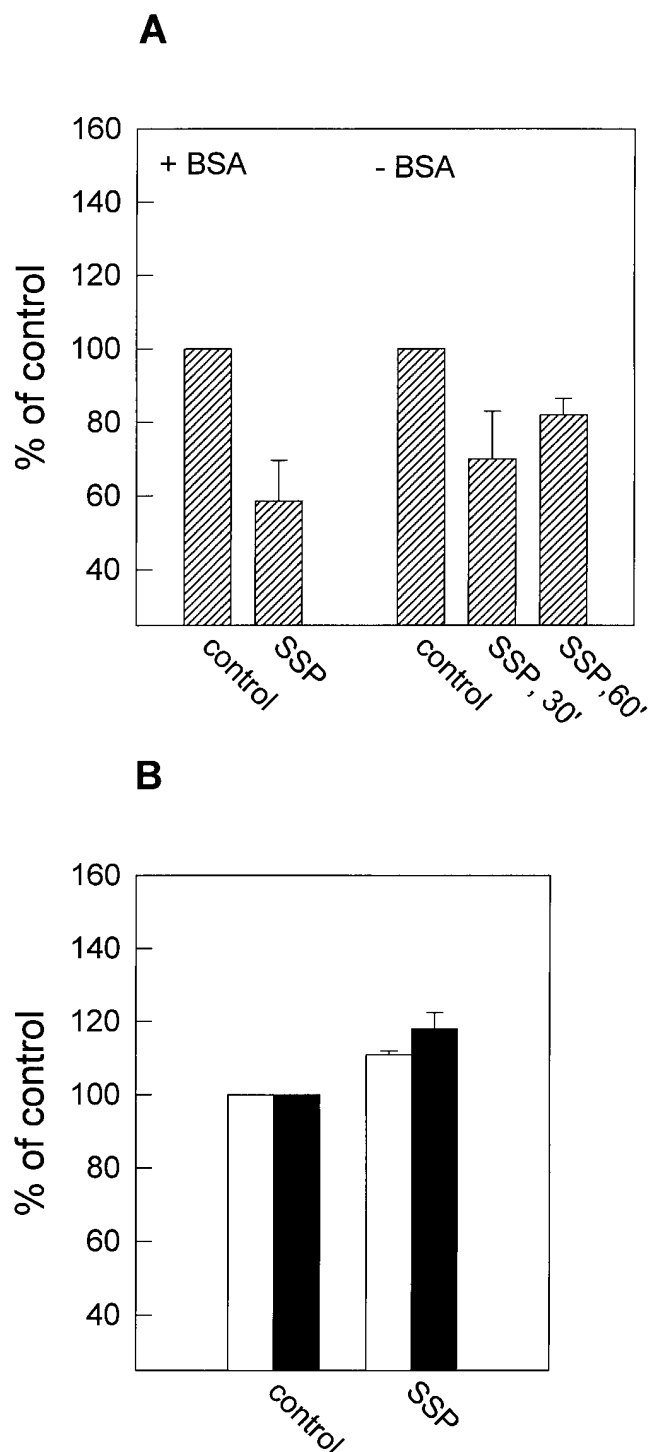 A
% of control
160
140
120
100
80
60
40
+ BSA
- BSA
control
SSP
control
SSP, 30'
SSP,60'
B
% of control
160
140
120
100
80
60
40
control
SSP